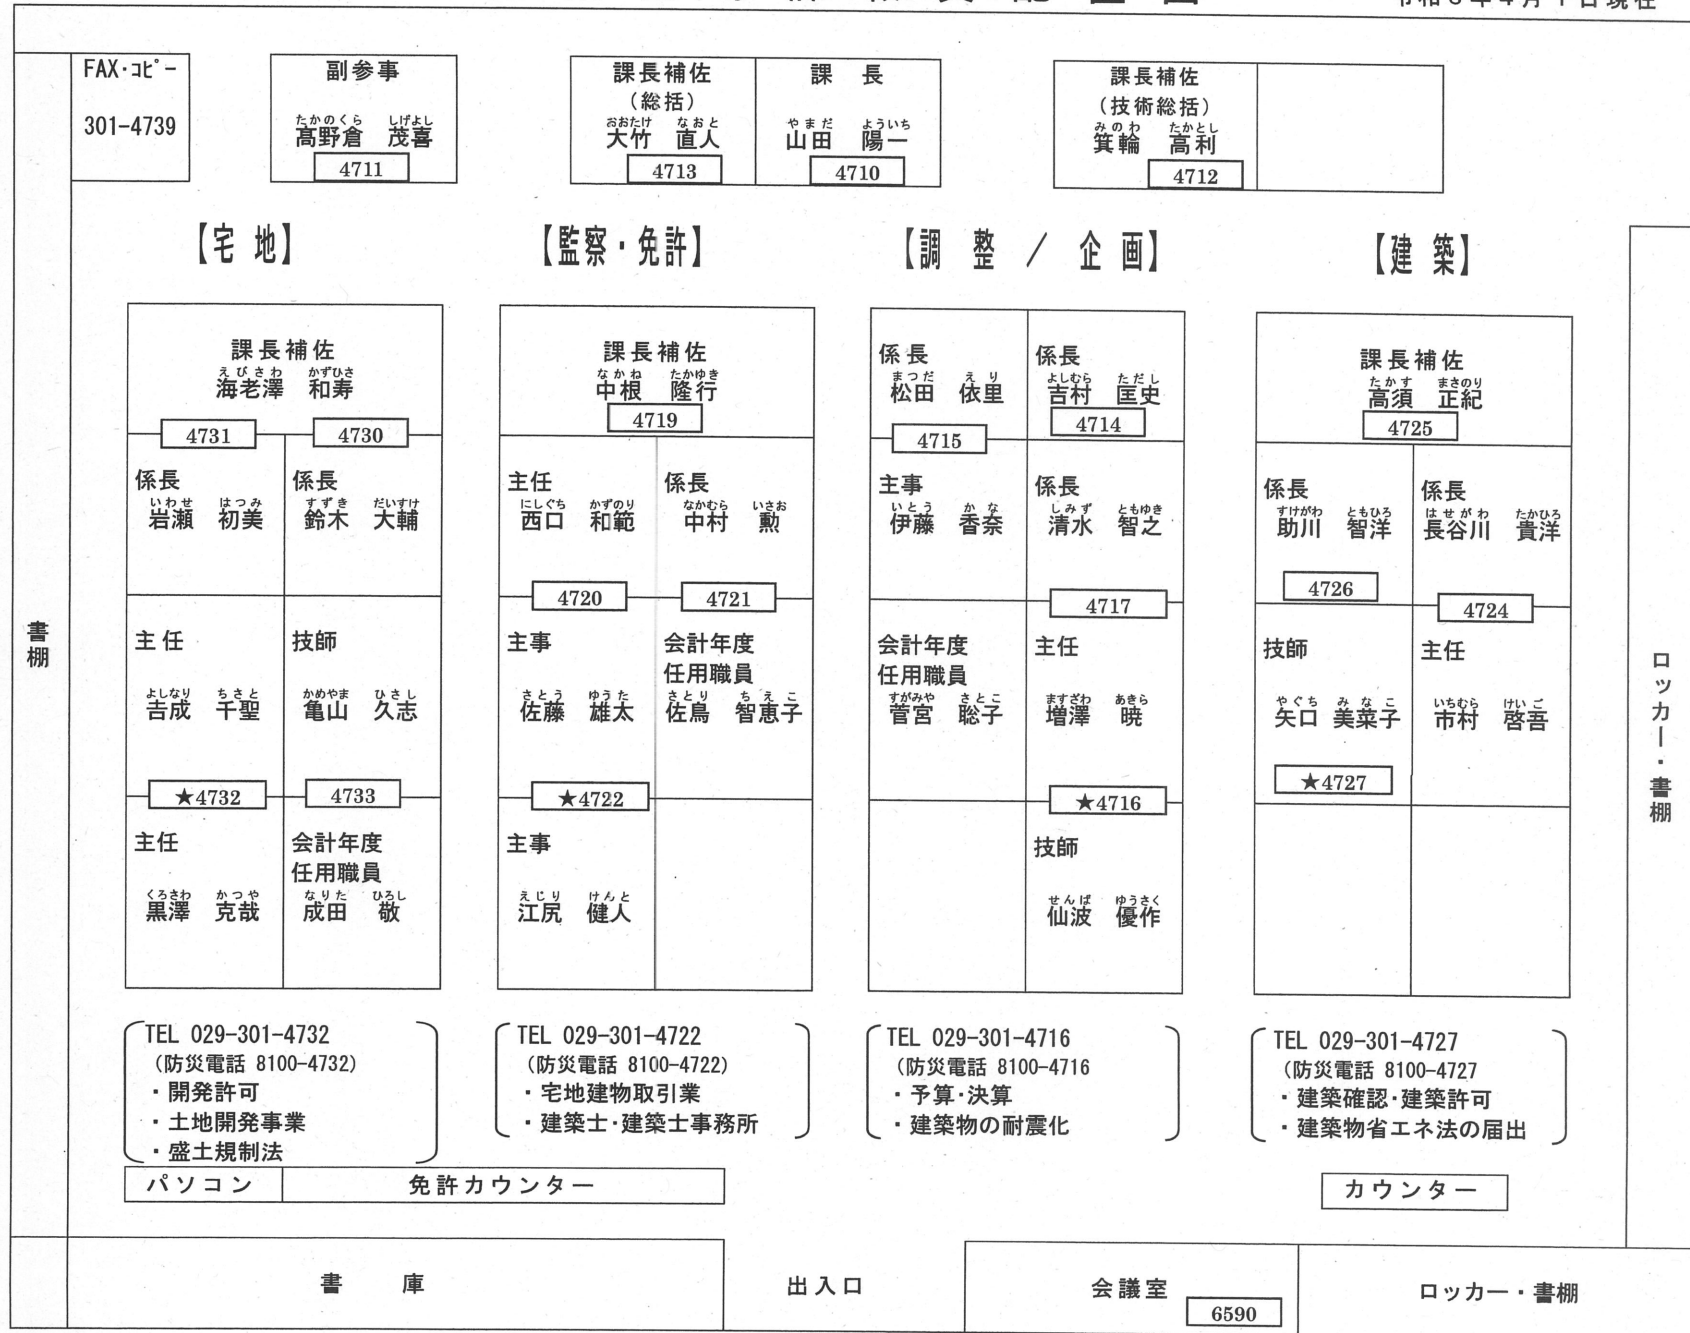 FAX・コピー
301-4739
副参事
たかのくら しげよし
髙野倉 茂喜
4711
課長補佐
(総括)
おおたけ なおと
大竹 直人
4713
課 長
やまだ よういち
山田 陽一
4710
課長補佐
(技術総括)
みのわ たかとし
箕輪 高利
4712
【宅 地】
課長補佐
えびさわ かずひさ
海老澤 和寿
4731
4730
係長
いわせ はつみ
岩瀬 初美
係長
すずき だいすけ
鈴木 大輔
主任
よしなり ちさと
吉成 千聖
技師
かめやま ひさし
亀山 久志
★4732
4733
主任
くろさわ かつや
黒澤 克哉
会計年度
任用職員
なりた ひろし
成田 敬
TEL 029-301-4732
(防災電話 8100-4732)
・開発許可
・土地開発事業
・盛土規制法
【監察・免許】
課長補佐
なかね たかゆき
中根 隆行
4719
主任
にしぐち かずのり
西口 和範
係長
なかむら いさお
中村 勲
4720
4721
主事
さとう ゆうた
佐藤 雄太
会計年度
任用職員
さとり ちえこ
佐鳥 智恵子
★4722
主事
えじり けんと
江尻 健人
TEL 029-301-4722
(防災電話 8100-4722)
・宅地建物取引業
・建築士・建築士事務所
【調 整 / 企 画】
係長
まつだ えり
松田 依里
係長
よしむら ただし
吉村 匡史
4715
4714
主事
いとう かな
伊藤 香奈
係長
しみず ともゆき
清水 智之
4717
会計年度
任用職員
すがみや さとこ
菅宮 聡子
主任
ますざわ あきら
増澤 暁
★4716
技師
せんば ゆうさく
仙波 優作
TEL 029-301-4716
(防災電話 8100-4716
・予算・決算
・建築物の耐震化
【建 築】
課長補佐
たかす まさのり
高須 正紀
4725
係長
すけがわ ともひろ
助川 智洋
係長
はせがわ たかひろ
長谷川 貴洋
4726
4724
技師
やぐち みなこ
矢口 美菜子
主任
いちむら けいご
市村 啓吾
★4727
TEL 029-301-4727
(防災電話 8100-4727
・建築確認・建築許可
・建築物省エネ法の届出
書棚
ロッカー・書棚
パソコン
免許カウンター
カウンター
書 庫
出入口
会議室
6590
ロッカー・書棚